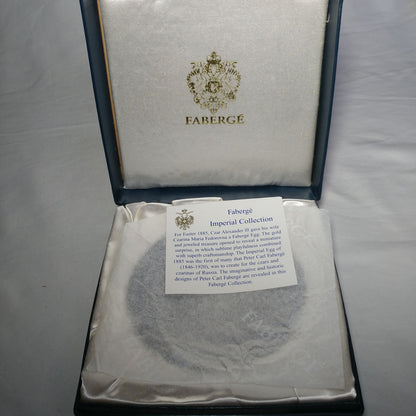 FABERGÉ
Fabergé
Imperial Collection
For Easter 1885, Czar Alexander III gave his wife
Czarina Maria Fedorovna a Fabergé Egg. The gold
and jeweled treasure opened to reveal a miniature
surprise, in which sublime playfulness combined
with superb craftsmanship. The Imperial Egg of
1885 was the first of many that Peter Carl Fabergé
(1846-1920), was to create for the czars and
czarinas of Russia. The imaginative and historic
designs of Peter Carl Fabergé are revealed in this
Fabergé Collection.